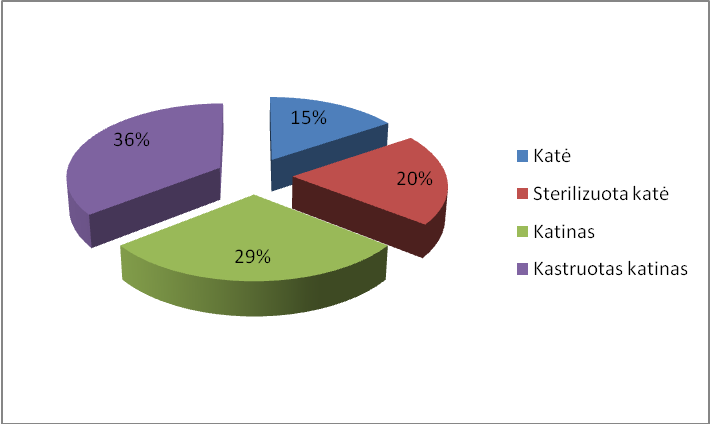 15%
20%
29%
36%
Katė
Sterilizuota katė
Katinas
Kastruotas katinas